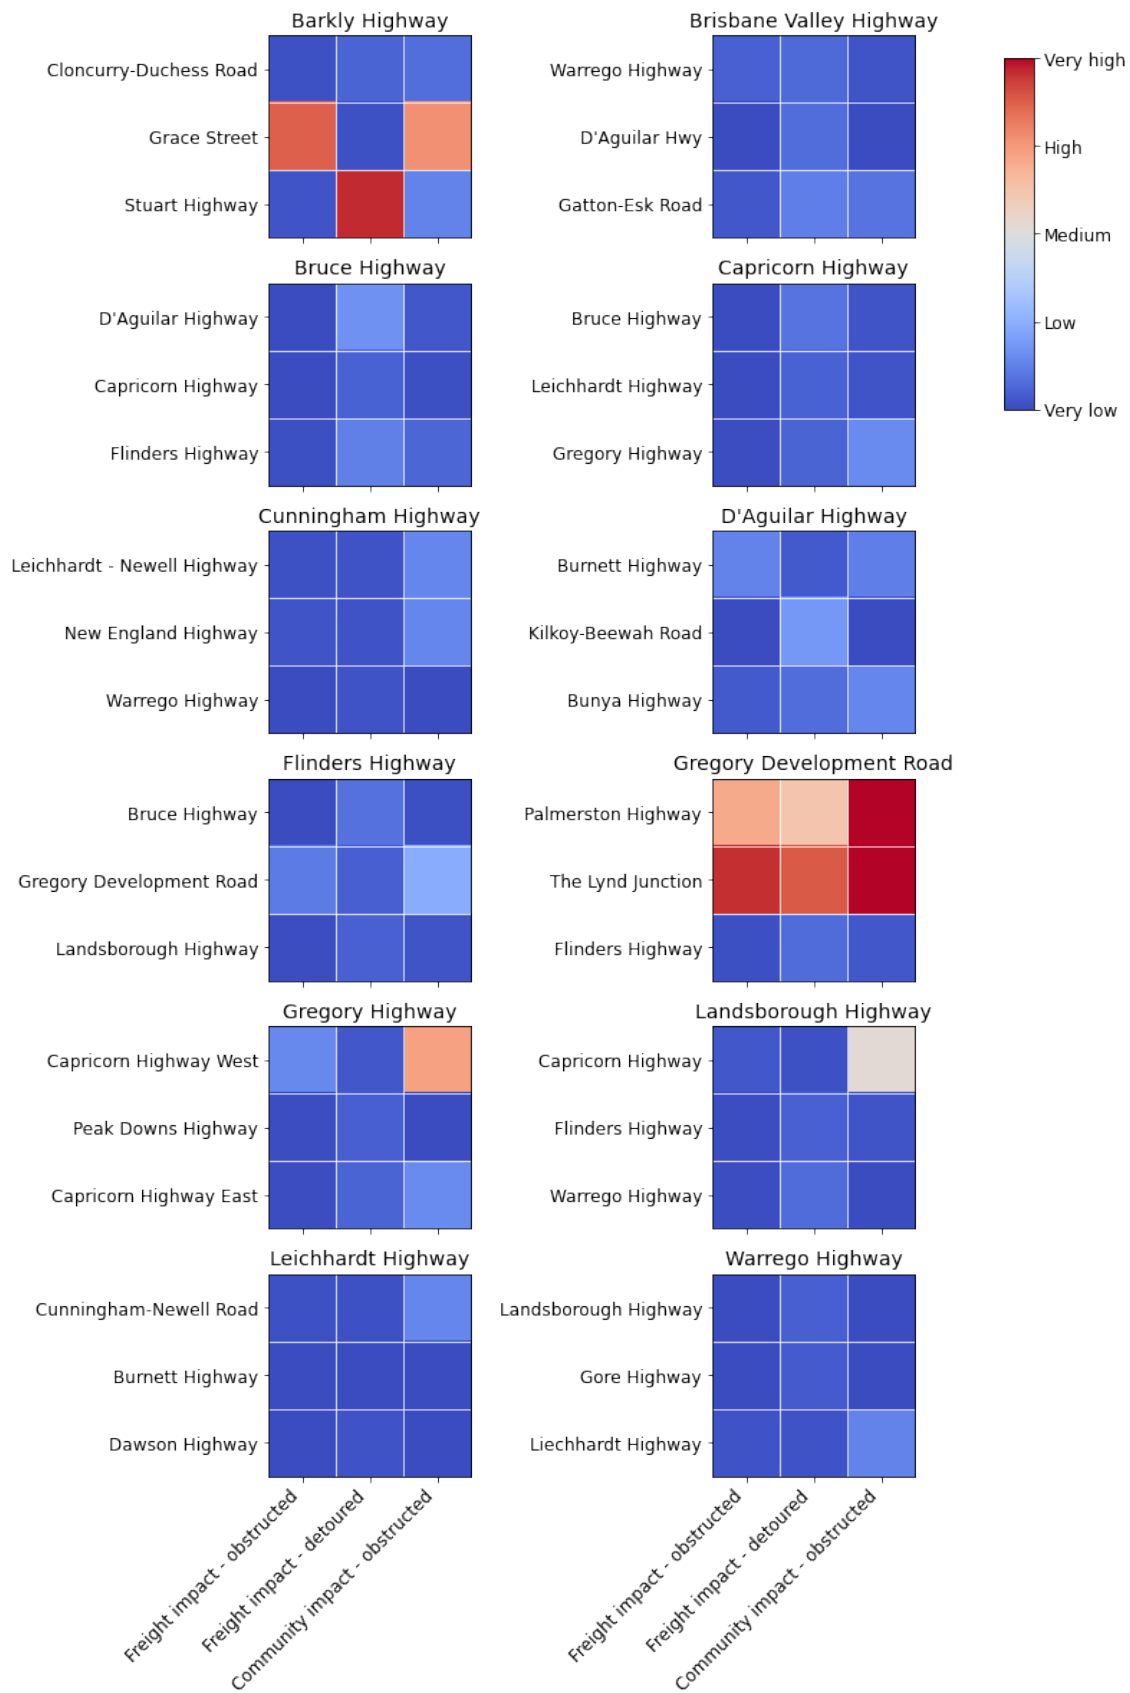 Barkly Highway
Cloncurry-Duchess Road
Grace Street
Stuart Highway
Brisbane Valley Highway
Warrego Highway
D'Aguilar Hwy
Gatton-Esk Road
Very high
High
Medium
Low
Very low
Bruce Highway
D'Aguilar Highway
Capricorn Highway
Flinders Highway
Capricorn Highway
Bruce Highway
Leichhardt Highway
Gregory Highway
Cunningham Highway
Leichhardt - Newell Highway
New England Highway
Warrego Highway
D'Aguilar Highway
Burnett Highway
Kilkoy-Beewah Road
Bunya Highway
Flinders Highway
Bruce Highway
Gregory Development Road
Landsborough Highway
Gregory Development Road
Palmerston Highway
The Lynd Junction
Flinders Highway
Gregory Highway
Capricorn Highway West
Peak Downs Highway
Capricorn Highway East
Landsborough Highway
Capricorn Highway
Flinders Highway
Warrego Highway
Leichhardt Highway
Cunningham-Newell Road
Burnett Highway
Dawson Highway
Warrego Highway
Landsborough Highway
Gore Highway
Liechhardt Highway
Freight impact - obstructed
Freight impact - detoured
Community impact - obstructed
Freight impact - obstructed
Freight impact - detoured
Community impact - obstructed